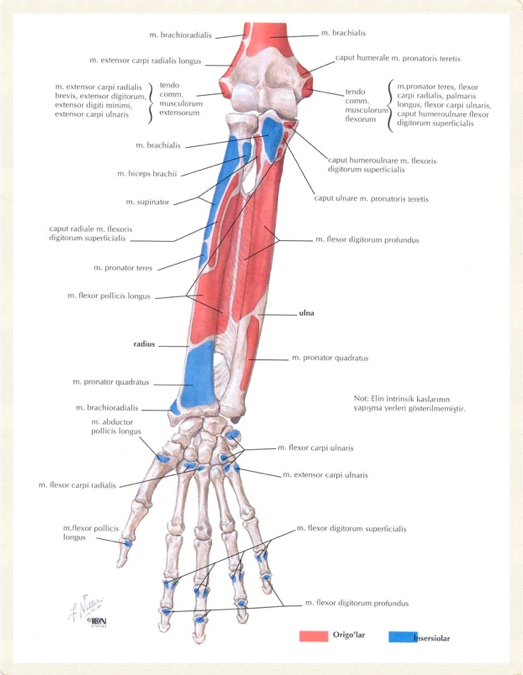 m. brachioradialis
m. brachialis
m. extensor carpi radialis longus
caput humerale m. pronatoris teretis
m. extensor carpi radialis
brevis, extensor digitorum,
extensor digiti minimi,
extensor carpi ulnaris
tendo
comm.
musculorum
extensorum
tendo
comm.
musculorum
flexorum
m.pronator teres, flexor
carpi radialis, palmaris
longus, flexor carpi ulnaris,
caput humeroulnare flexor
digitorum superficialis
m. brachialis
caput humeroulnare m. flexoris
digitorum superficialis
m. biceps brachii
m. supinator
caput ulnare m. pronatoris teretis
caput radiale m. flexoris
digitorum superficialis
m. flexor digitorum profundus
m. pronator teres
m. flexor pollicis longus
ulna
radius
m. pronator quadratus
m. pronator quadratus
Not: Elin intrinsik kaslarının
yapışma yerleri gösterilmemiştir.
m. brachioradialis
m. abductor
pollicis longus
m. flexor carpi ulnaris
m. extensor carpi ulnaris
m. flexor carpi radialis
m.flexor pollicis
longus
m. flexor digitorum superficialis
m. flexor digitorum profundus
F. Netter
©ICON
Origo'lar
Insersiolar